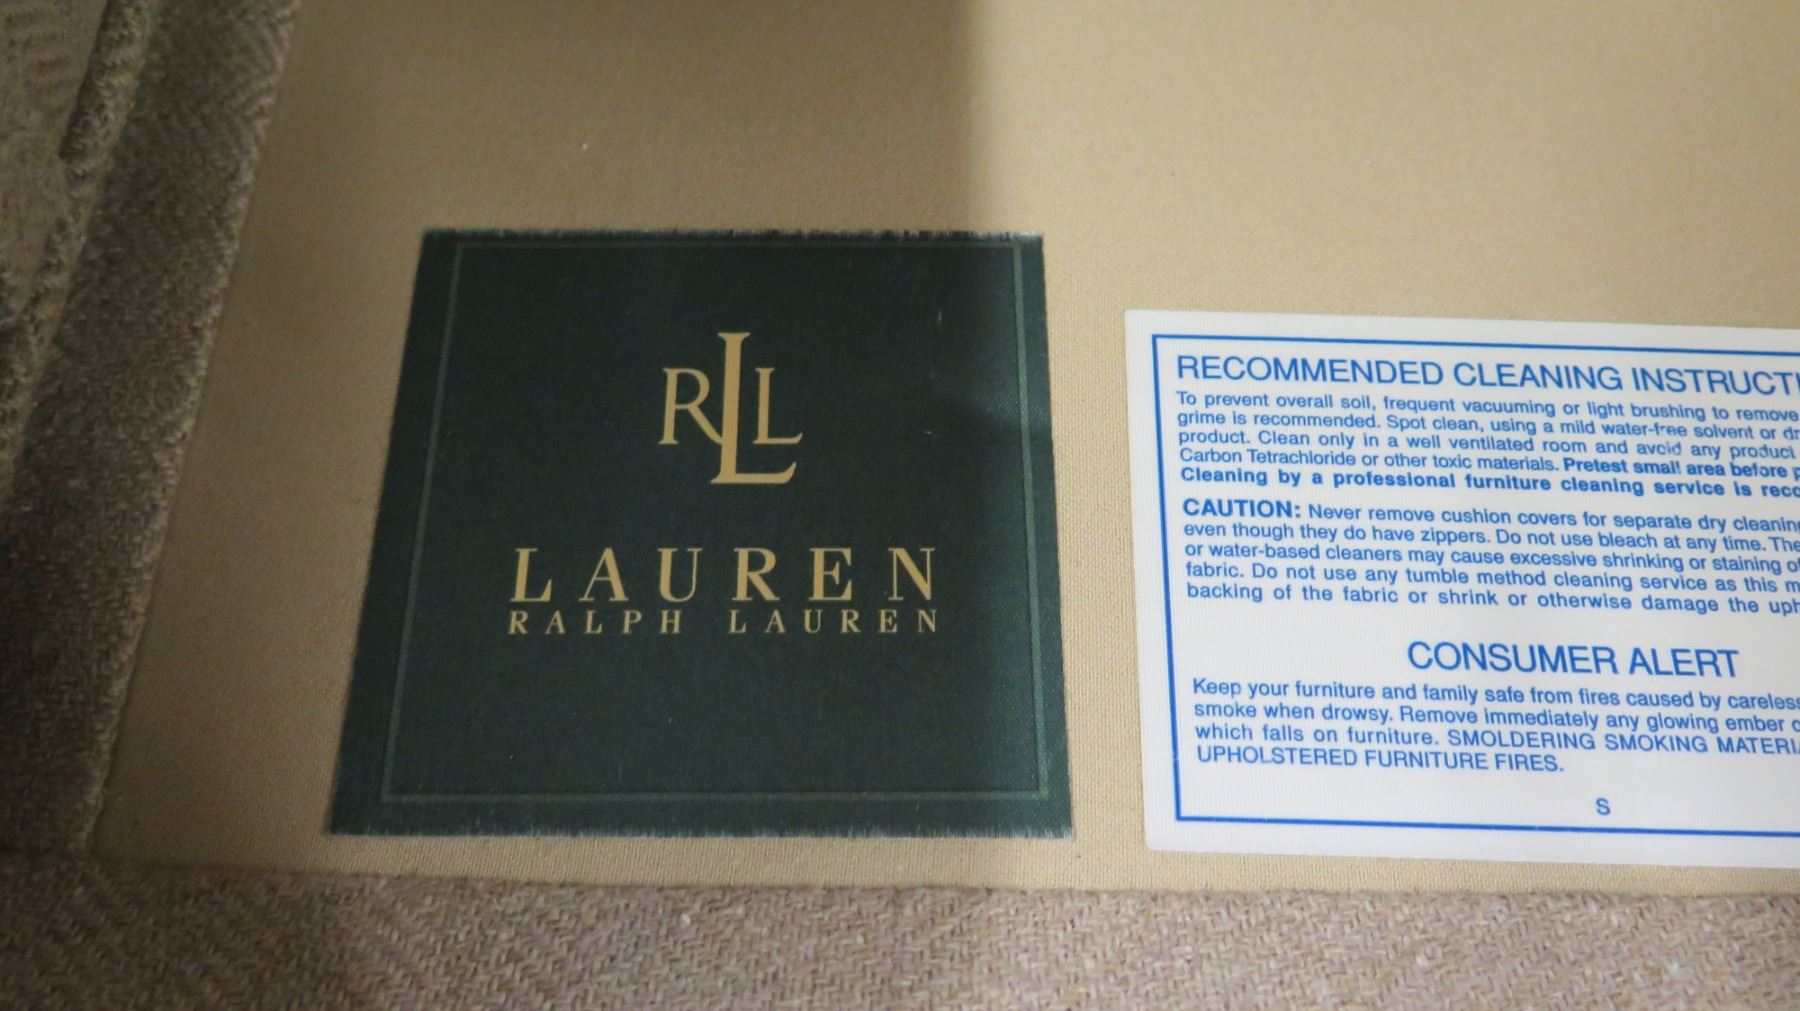 RLL
LAUREN
RALPH LAUREN
RECOMMENDED CLEANING
To prevent overall soil, frequent vacuuming or light brushing to remove
grime is recommended. Spot clean, using a mild water-free solvent or
product. Clean only in a well ventilated room and avoid any product
Carbon Tetrachloride or other toxic materials. Pretest small area before
Cleaning by a professional furniture cleaning service is
CAUTION: Never remove cushion covers for separate dry
even though they do have zippers. Do not use bleach at any time.
or water-based cleaners may cause excessive shrinking or staining
fabric. Do not use any tumble method cleaning service as this
backing of the fabric or shrink or otherwise damage the
CONSUMER ALERT
Keep your furniture and family safe from fires caused by
smoke when drowsy. Remove immediately any glowing ember
which falls on furniture. SMOLDERING SMOKING
UPHOLSTERED FURNITURE FIRES.
S